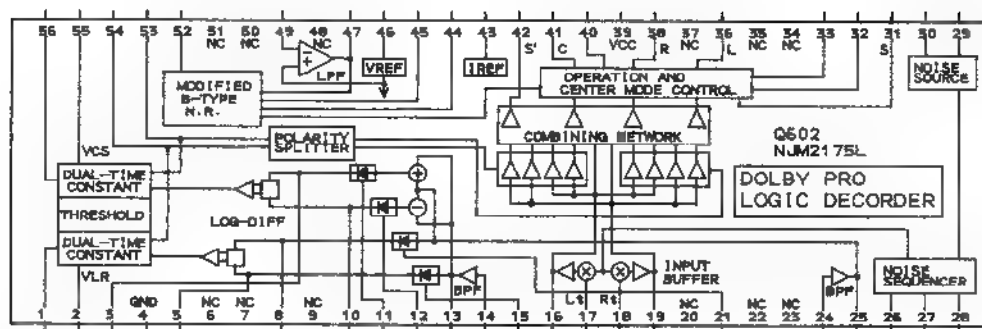 56 55 54 53 52 51 50 49 48 47 46 45 44 43 42 41 40 39 38 37 36 35 34 33 32 31 30 29
NC NC NC S' C VCC R NC L NC NC S
LPF
VREF
IREF
MODIFIED
B-TYPE
N.R.
OPERATION AND
CENTER MODE CONTROL
NOISE
SOURCE
COMBINING NETWORK
POLARITY
SPLITTER
Q602
NJM2175L
VCS
DUAL-TIME
CONSTANT
THRESHOLD
DUAL-TIME
CONSTANT
VLR
LOG-DIFF
DOLBY PRO
LOGIC DECORDER
BPF
INPUT
BUFFER
Lt Rt
BPF
NOISE
SEQUENCER
GND NC NC NC NC NC NC NC
1 2 3 4 5 6 7 8 9 10 11 12 13 14 15 16 17 18 19 20 21 22 23 24 25 26 27 28